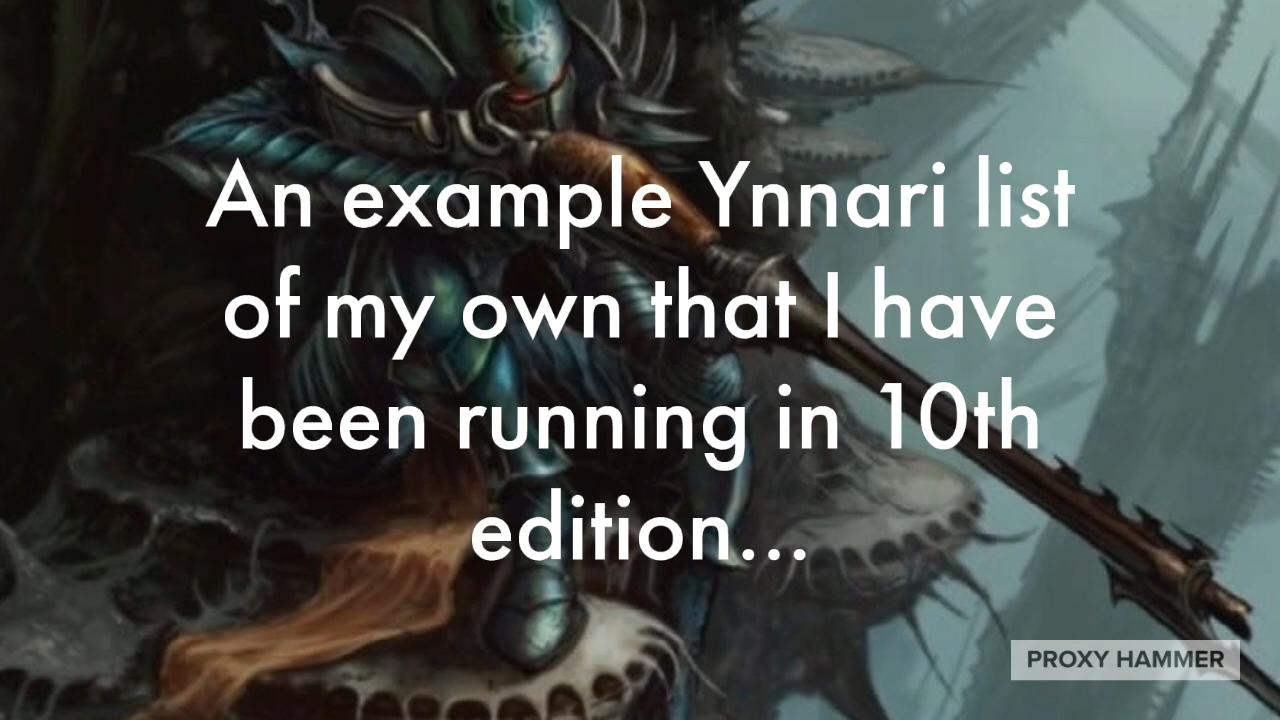 An example Ynnari list
of my own that I have
been running in 10th
edition...
PROXY HAMMER